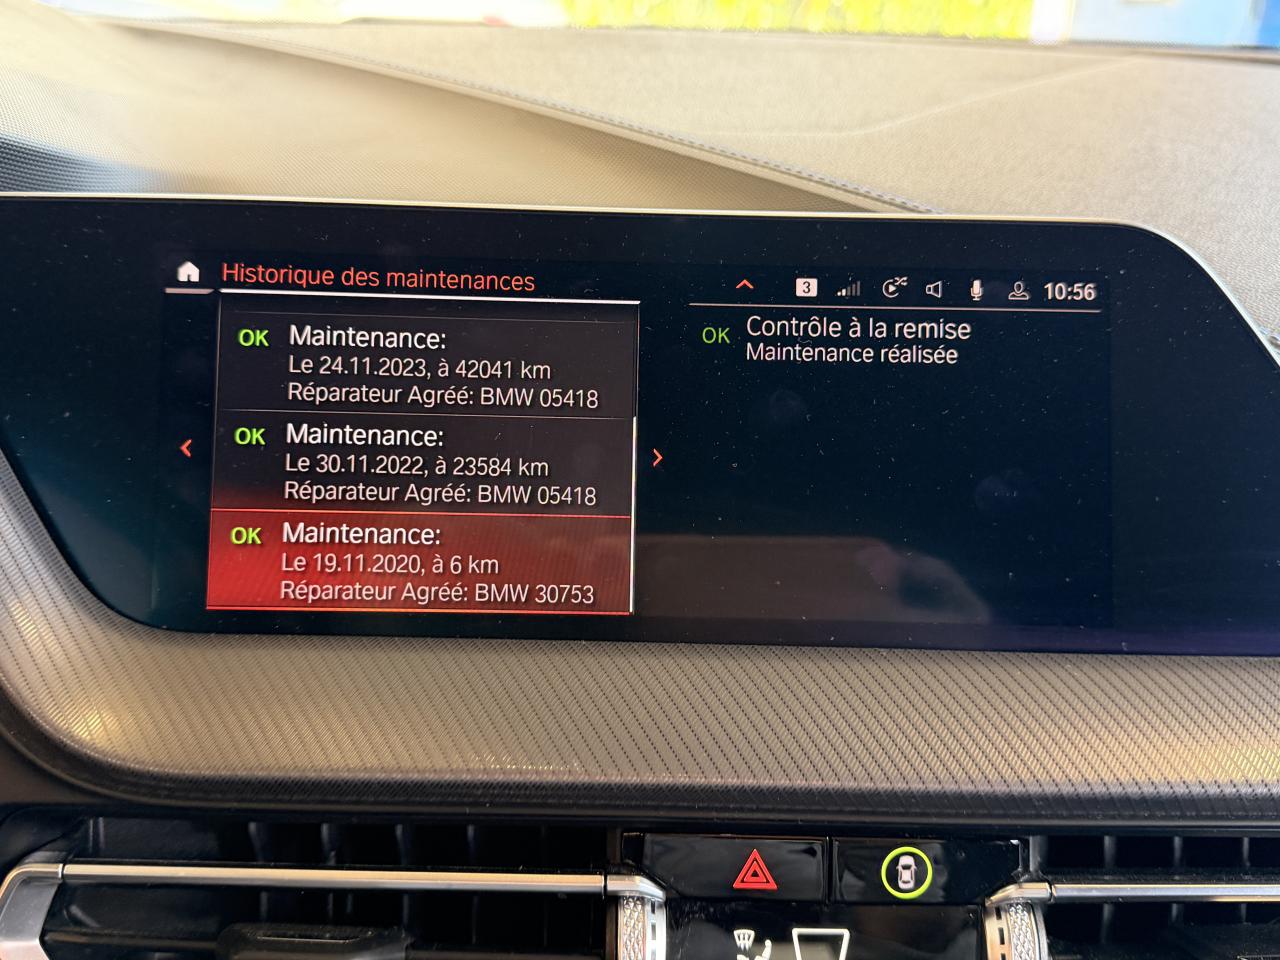 Historique des maintenances
3
10:56
OK Maintenance:
Le 24.11.2023, à 42041 km
Réparateur Agréé: BMW 05418
OK Maintenance:
Le 30.11.2022, à 23584 km
Réparateur Agréé: BMW 05418
OK Maintenance:
Le 19.11.2020, à 6 km
Réparateur Agréé: BMW 30753
OK Contrôle à la remise
Maintenance réalisée